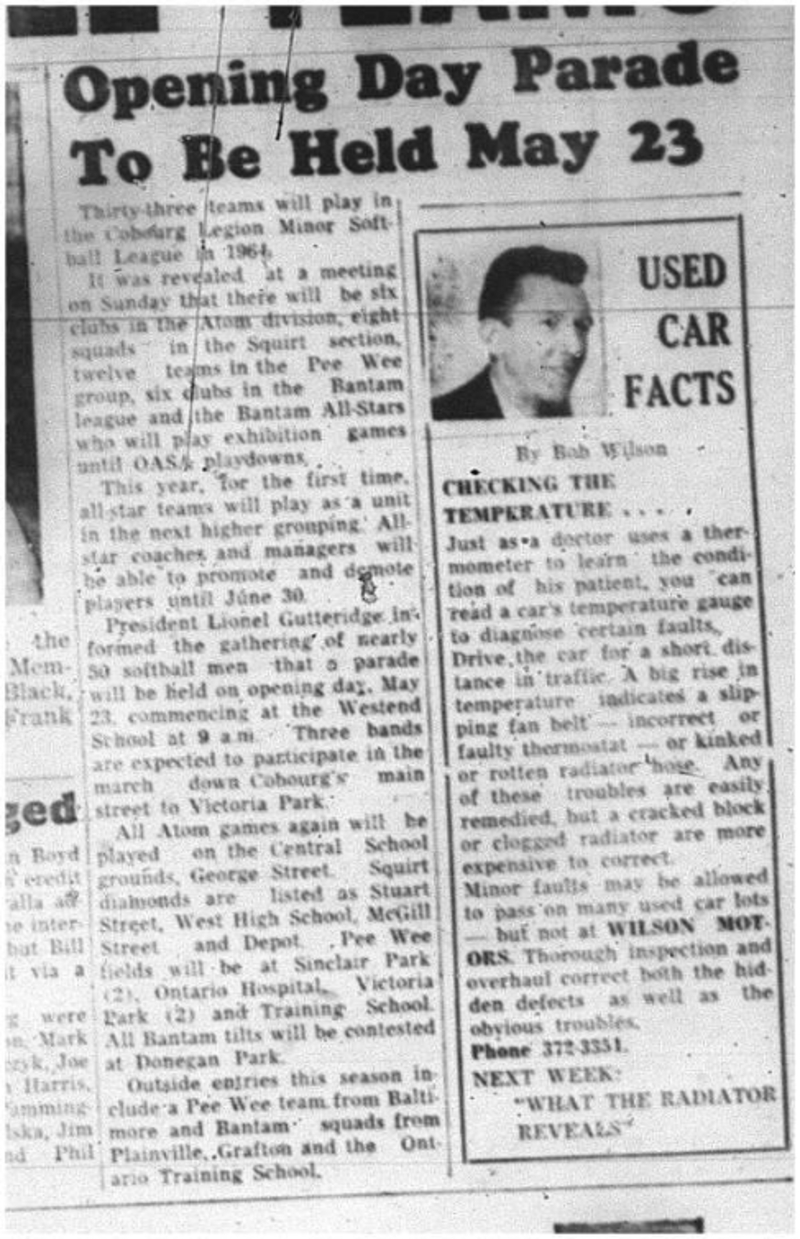 Opening Day Parade
To Be Held May 23
Thirty-three teams will play in
the Cobourg Legion Minor Soft-
ball League in 1964.
It was revealed at a meeting
on Sunday that there will be six
clubs in the Atom division, eight
squads in the Squirt section,
twelve teams in the Pee Wee
group, six clubs in the Bantam
league and the Bantam All-Stars
who will play exhibition games
until OASA playdowns.
This year, for the first time,
all-star teams will play as a unit
in the next higher grouping. All-
star coaches and managers will
be able to promote and demote
players until June 30.
President Lionel Gutteridge in-
formed the gathering of nearly
50 softball men that a parade
will be held on opening day, May
23, commencing at the Westend
School at 9 a.m. Three bands
are expected to participate in the
march down Cobourg's main
street to Victoria Park.
All Atom games again will be
played on the Central School
grounds, George Street. Squirt
diamonds are listed as Stuart
Street, West High School, McGill
Street and Depot. Pee Wee
fields will be at Sinclair Park
(2), Ontario Hospital, Victoria
Park (2) and Training School.
All Bantam tilts will be contested
at Donegan Park.
Outside entries this season in-
clude a Pee Wee team from Balti-
more and Bantam squads from
Plainville, Grafton and the Ont-
ario Training School.
USED
CAR
FACTS
By Bob Wilson
CHECKING THE
TEMPERATURE . . . .
Just as a doctor uses a ther-
mometer to learn the condi-
tion of his patient, you can
read a car's temperature gauge
to diagnose certain faults.
Drive the car for a short dis-
tance in traffic. A big rise in
temperature indicates a slip-
ping fan belt — incorrect or
faulty thermostat — or kinked
or rotten radiator hose. Any
of these troubles are easily
remedied, but a cracked block
or clogged radiator are more
expensive to correct.
Minor faults may be allowed
to pass on many used car lots
— but not at WILSON MOT-
ORS. Thorough inspection and
overhaul correct both the hid-
den defects as well as the
obvious troubles.
Phone 372-3351.
NEXT WEEK:
"WHAT THE RADIATOR
REVEALS"
the
Mem-
Black,
Frank
ged
Boyd
credit
inter-
but Bill
via a
were
Mark
Joe
Harris,
Jim
Phil